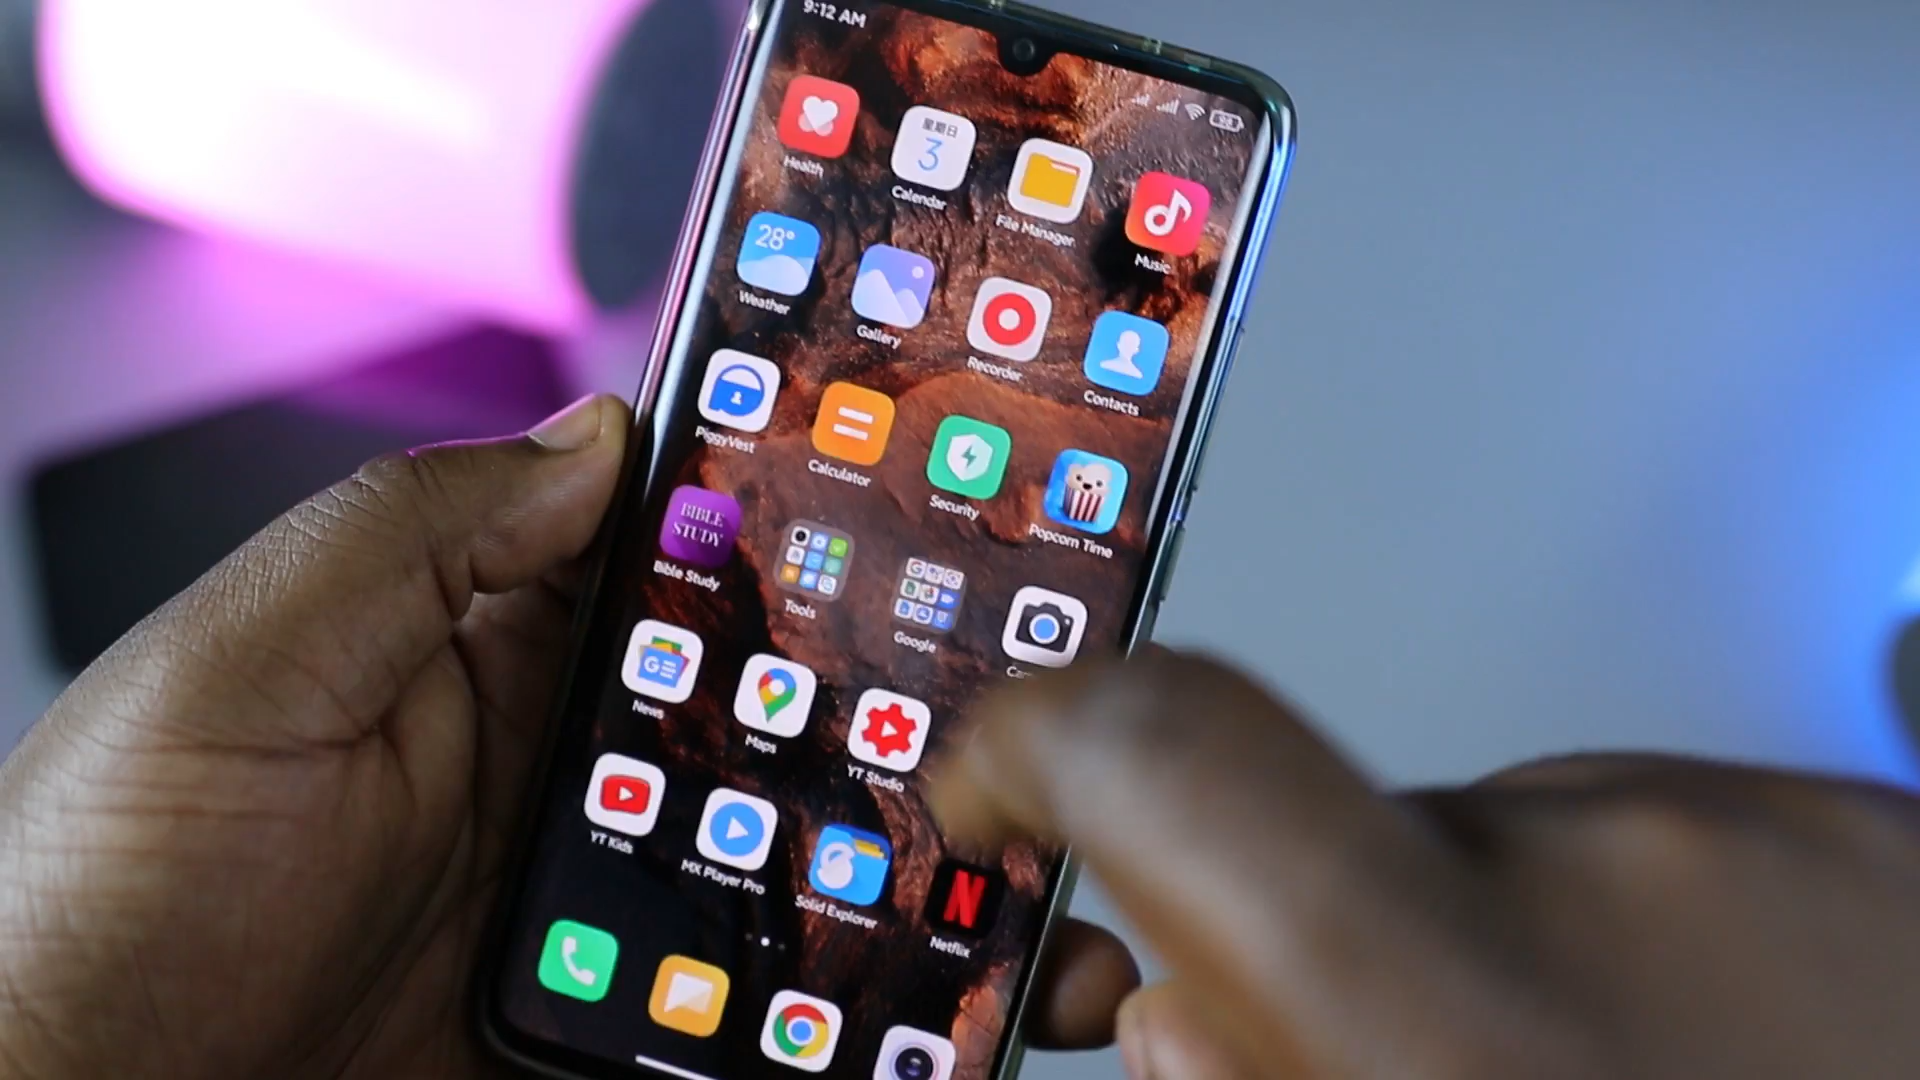 9:12 AM
98
Health
星期日
3
Calendar
File Manager
Music
28°
Weather
Gallery
Recorder
Contacts
PiggyVest
Calculator
Security
Popcorn Time
BIBLE
STUDY
Bible Study
Tools
Google
News
Maps
YT Studio
YT Kids
MX Player Pro
Solid Explorer
N
Netflix